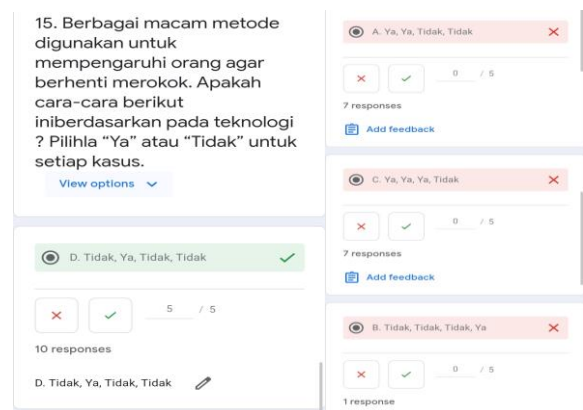 15. Berbagai macam metode
digunakan untuk
mempengaruhi orang agar
berhenti merokok. Apakah
cara-cara berikut
iniberdasarkan pada teknologi
? Pilihla “Ya” atau “Tidak” untuk
setiap kasus.
View options
D. Tidak, Ya, Tidak, Tidak
5 / 5
10 responses
D. Tidak, Ya, Tidak, Tidak
A. Ya, Ya, Tidak, Tidak
0 / 5
7 responses
Add feedback
C. Ya, Ya, Ya, Tidak
0 / 5
7 responses
Add feedback
B. Tidak, Tidak, Tidak, Ya
0 / 5
1 response